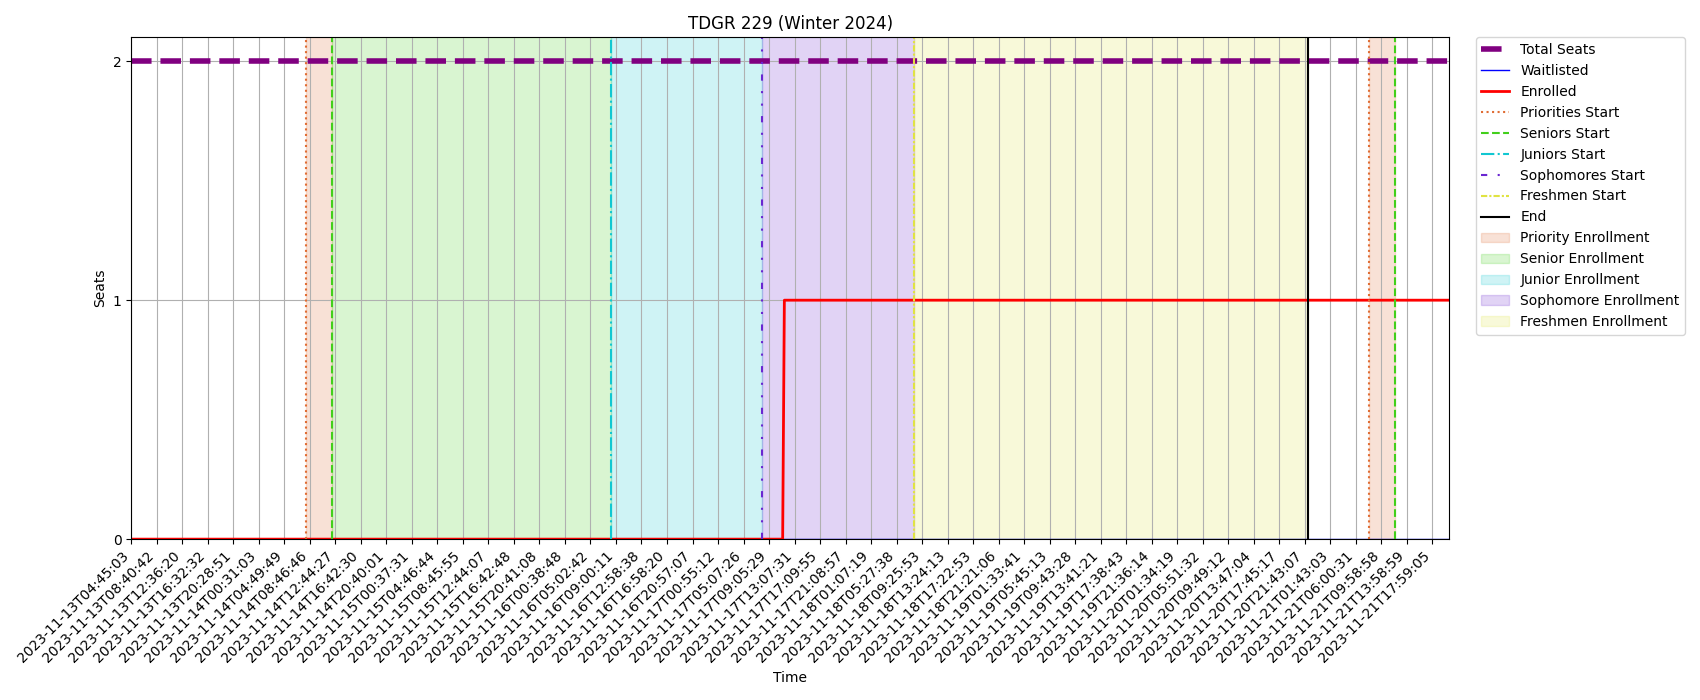 TDGR 229 (Winter 2024)
Seats
2
1
0
2023-11-13T04:45:03
2023-11-13T08:40:42
2023-11-13T12:36:20
2023-11-13T16:32:32
2023-11-13T20:28:51
2023-11-14T00:31:03
2023-11-14T04:49:49
2023-11-14T08:46:46
2023-11-14T12:44:27
2023-11-14T16:42:30
2023-11-14T20:40:01
2023-11-15T00:37:31
2023-11-15T04:46:44
2023-11-15T08:45:55
2023-11-15T12:44:07
2023-11-15T16:42:48
2023-11-15T20:41:08
2023-11-16T00:38:48
2023-11-16T05:02:42
2023-11-16T09:00:11
2023-11-16T12:58:38
2023-11-16T16:58:20
2023-11-16T20:57:07
2023-11-17T00:55:12
2023-11-17T05:07:26
2023-11-17T09:05:29
2023-11-17T13:07:31
2023-11-17T17:09:55
2023-11-17T21:08:57
2023-11-18T01:07:19
2023-11-18T05:27:38
2023-11-18T09:25:53
2023-11-18T13:24:13
2023-11-18T17:22:53
2023-11-18T21:21:06
2023-11-19T01:33:41
2023-11-19T05:45:13
2023-11-19T09:43:28
2023-11-19T13:41:21
2023-11-19T17:38:43
2023-11-19T21:36:14
2023-11-20T01:34:19
2023-11-20T05:51:32
2023-11-20T09:49:12
2023-11-20T13:47:04
2023-11-20T17:45:17
2023-11-20T21:43:07
2023-11-21T01:43:03
2023-11-21T06:00:31
2023-11-21T09:58:58
2023-11-21T13:58:59
2023-11-21T17:59:05
Time
Total Seats
Waitlisted
Enrolled
Priorities Start
Seniors Start
Juniors Start
Sophomores Start
Freshmen Start
End
Priority Enrollment
Senior Enrollment
Junior Enrollment
Sophomore Enrollment
Freshmen Enrollment